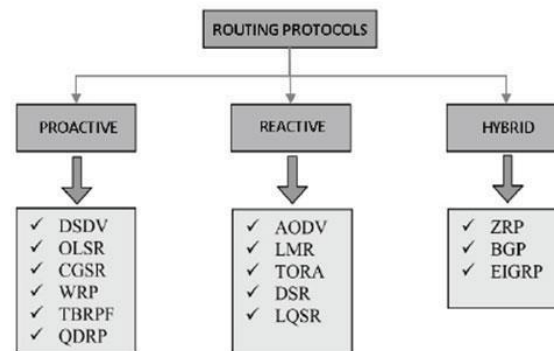 ROUTING PROTOCOLS
PROACTIVE
REACTIVE
HYBRID
✓ DSDV
✓ OLSR
✓ CGSR
✓ WRP
✓ TBRPF
✓ QDRP
✓ AODV
✓ LMR
✓ TORA
✓ DSR
✓ LQSR
✓ ZRP
✓ BGP
✓ EIGRP